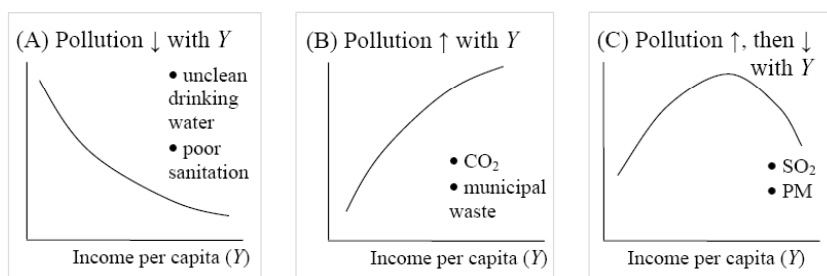 (A) Pollution ↓ with Y
• unclean
drinking
water
• poor
sanitation
Income per capita (Y)
(B) Pollution ↑ with Y
• CO₂
• municipal
waste
Income per capita (Y)
(C) Pollution ↑, then ↓
with Y
• SO₂
• PM
Income per capita (Y)